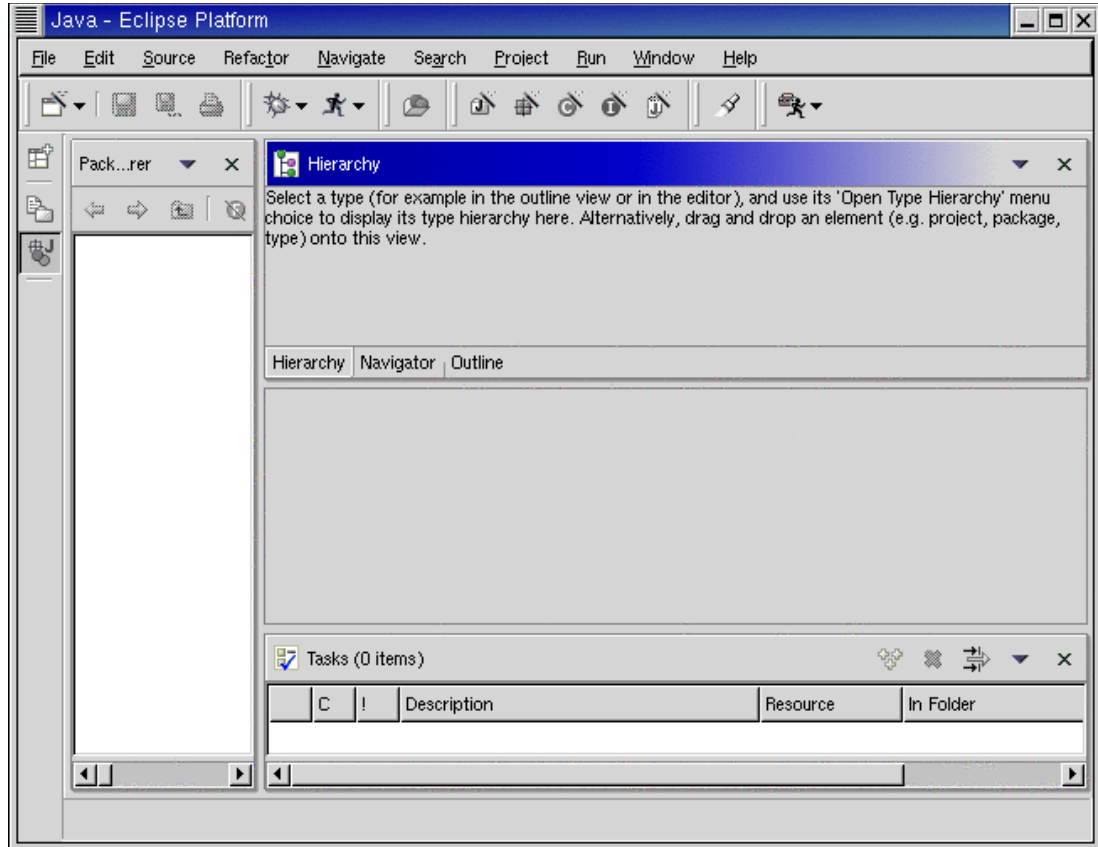 Java - Eclipse Platform
File Edit Source Refactor Navigate Search Project Run Window Help
Pack...rer
Hierarchy
Select a type (for example in the outline view or in the editor), and use its 'Open Type Hierarchy' menu
choice to display its type hierarchy here. Alternatively, drag and drop an element (e.g. project, package,
type) onto this view.
Hierarchy Navigator Outline
Tasks (0 items)
C ! Description Resource In Folder